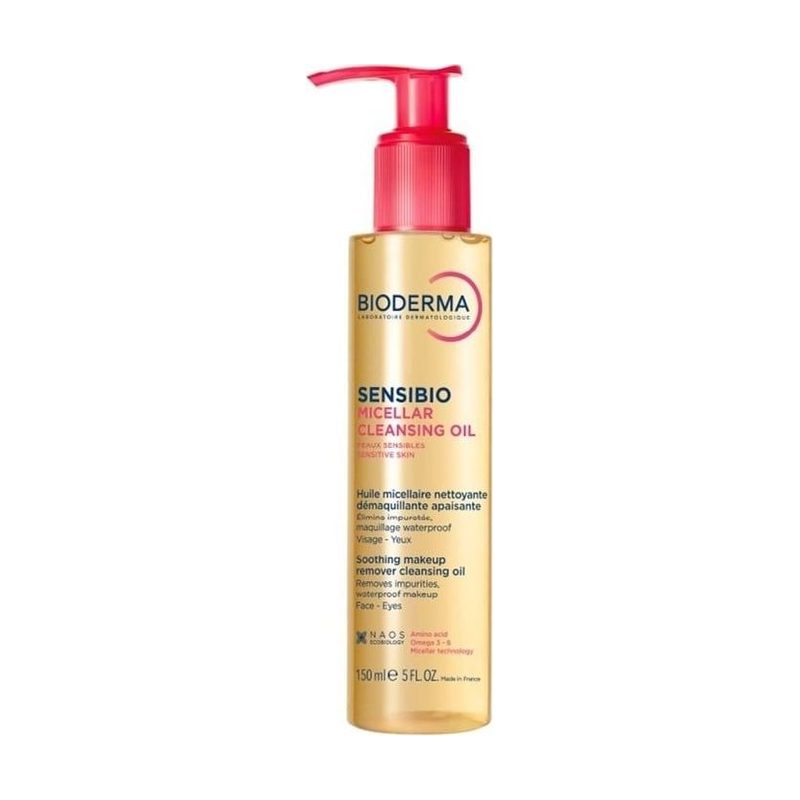 BIODERMA
LABORATOIRE DERMATOLOGIQUE
SENSIBIO
MICELLAR
CLEANSING OIL
PEAUX SENSIBLES
SENSITIVE SKIN
Huile micellaire nettoyante
démaquillante apaisante
Élimine impuretés,
maquillage waterproof
Visage - Yeux
Soothing makeup
remover cleansing oil
Removes impurities,
waterproof makeup
Face - Eyes
NAOS
ECOBIOLOGY
Amino acid
Omega 3 - 6
Micellar technology
150 ml e 5 FL. OZ. Made in France